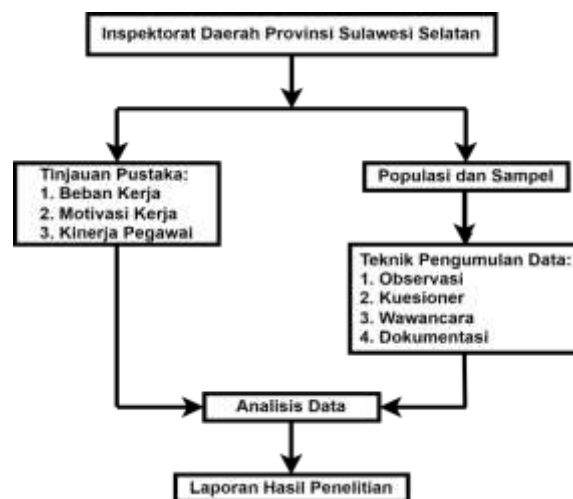 Inspektorat Daerah Provinsi Sulawesi Selatan
Tinjauan Pustaka:
1. Beban Kerja
2. Motivasi Kerja
3. Kinerja Pegawai
Populasi dan Sampel
Teknik Pengumulan Data:
1. Observasi
2. Kuesioner
3. Wawancara
4. Dokumentasi
Analisis Data
Laporan Hasil Penelitian